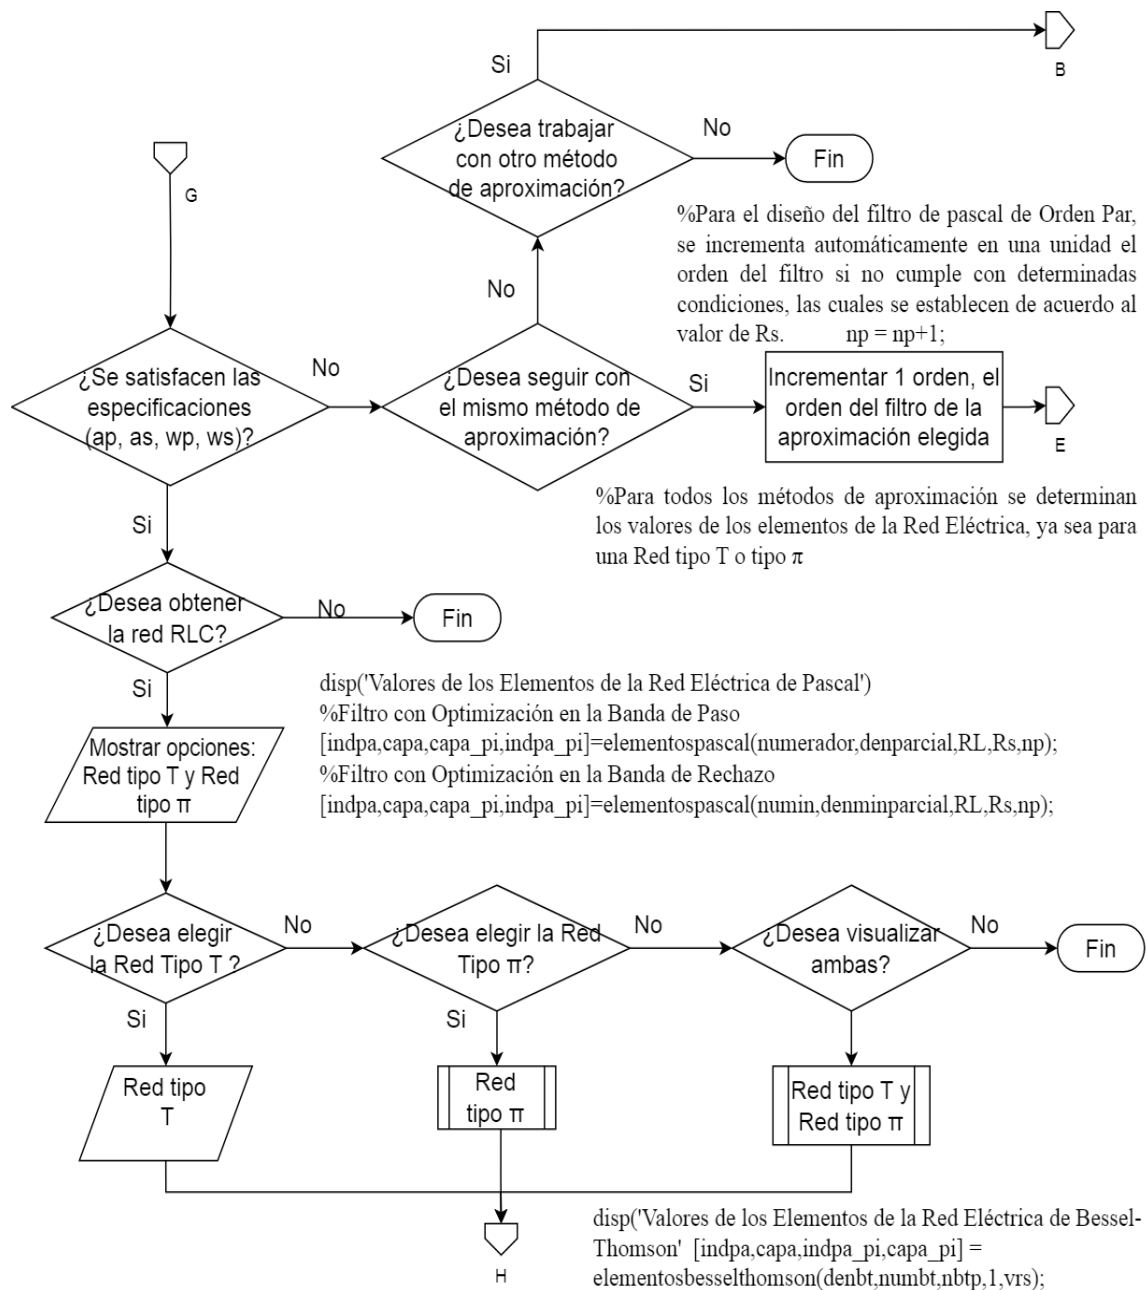 Si
B
¿Desea trabajar
con otro método
de aproximación?
No
Fin
G
%Para el diseño del filtro de pascal de Orden Par,
se incrementa automáticamente en una unidad el
orden del filtro si no cumple con determinadas
condiciones, las cuales se establecen de acuerdo al
valor de Rs. np = np+1;
No
¿Se satisfacen las
especificaciones
(ap, as, wp, ws)?
No
¿Desea seguir con
el mismo método de
aproximación?
Si
Incrementar 1 orden, el
orden del filtro de la
aproximación elegida
E
%Para todos los métodos de aproximación se determinan
los valores de los elementos de la Red Eléctrica, ya sea para
una Red tipo T o tipo π
Si
¿Desea obtener
la red RLC?
No
Fin
Si
disp('Valores de los Elementos de la Red Eléctrica de Pascal')
%Filtro con Optimización en la Banda de Paso
[indpa,capa,capa_pi,indpa_pi]=elementospascal(numerador,denparcial,RL,Rs,np);
%Filtro con Optimización en la Banda de Rechazo
[indpa,capa,capa_pi,indpa_pi]=elementospascal(numin,denminparcial,RL,Rs,np);
Mostrar opciones:
Red tipo T y Red
tipo π
¿Desea elegir
la Red Tipo T ?
No
¿Desea elegir la Red
Tipo π?
No
¿Desea visualizar
ambas?
No
Fin
Si
Si
Red tipo
T
Red
tipo π
Red tipo T y
Red tipo π
H
disp('Valores de los Elementos de la Red Eléctrica de Bessel-
Thomson' [indpa,capa,indpa_pi,capa_pi] =
elementosbesselthomson(denbt,numbt,nbtp,1,vrs);